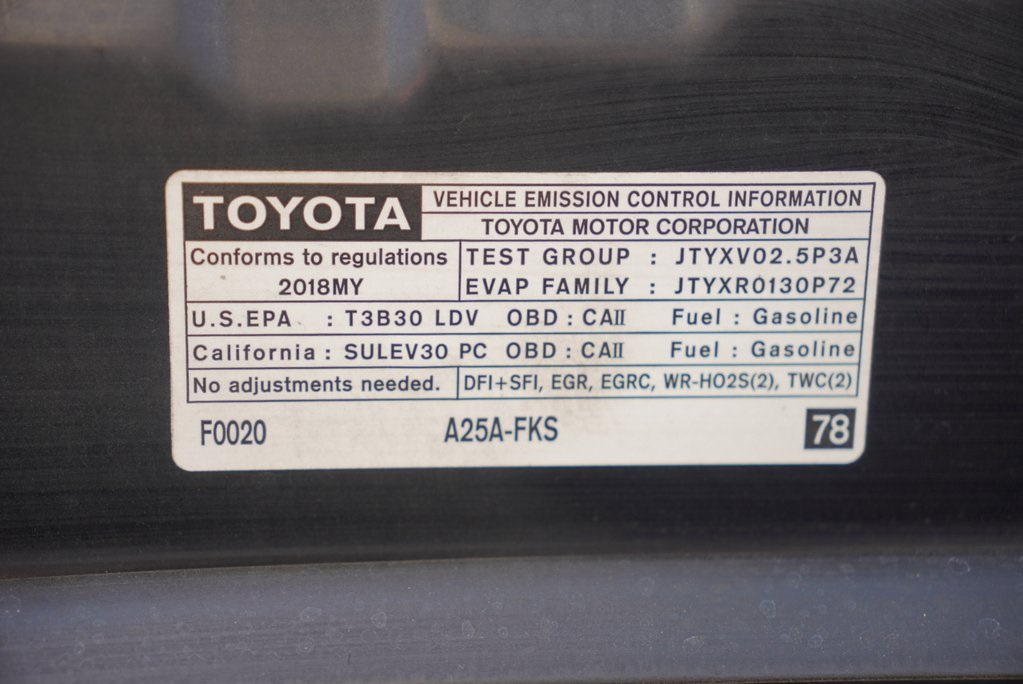 TOYOTA VEHICLE EMISSION CONTROL INFORMATION
TOYOTA MOTOR CORPORATION
Conforms to regulations TEST GROUP : JTYXV02.5P3A
2018MY EVAP FAMILY : JTYXR0130P72
U.S.EPA : T3B30 LDV OBD : CAII Fuel : Gasoline
California : SULEV30 PC OBD : CAII Fuel : Gasoline
No adjustments needed. DFI+SFI, EGR, EGRC, WR-HO2S(2), TWC(2)
F0020 A25A-FKS 78